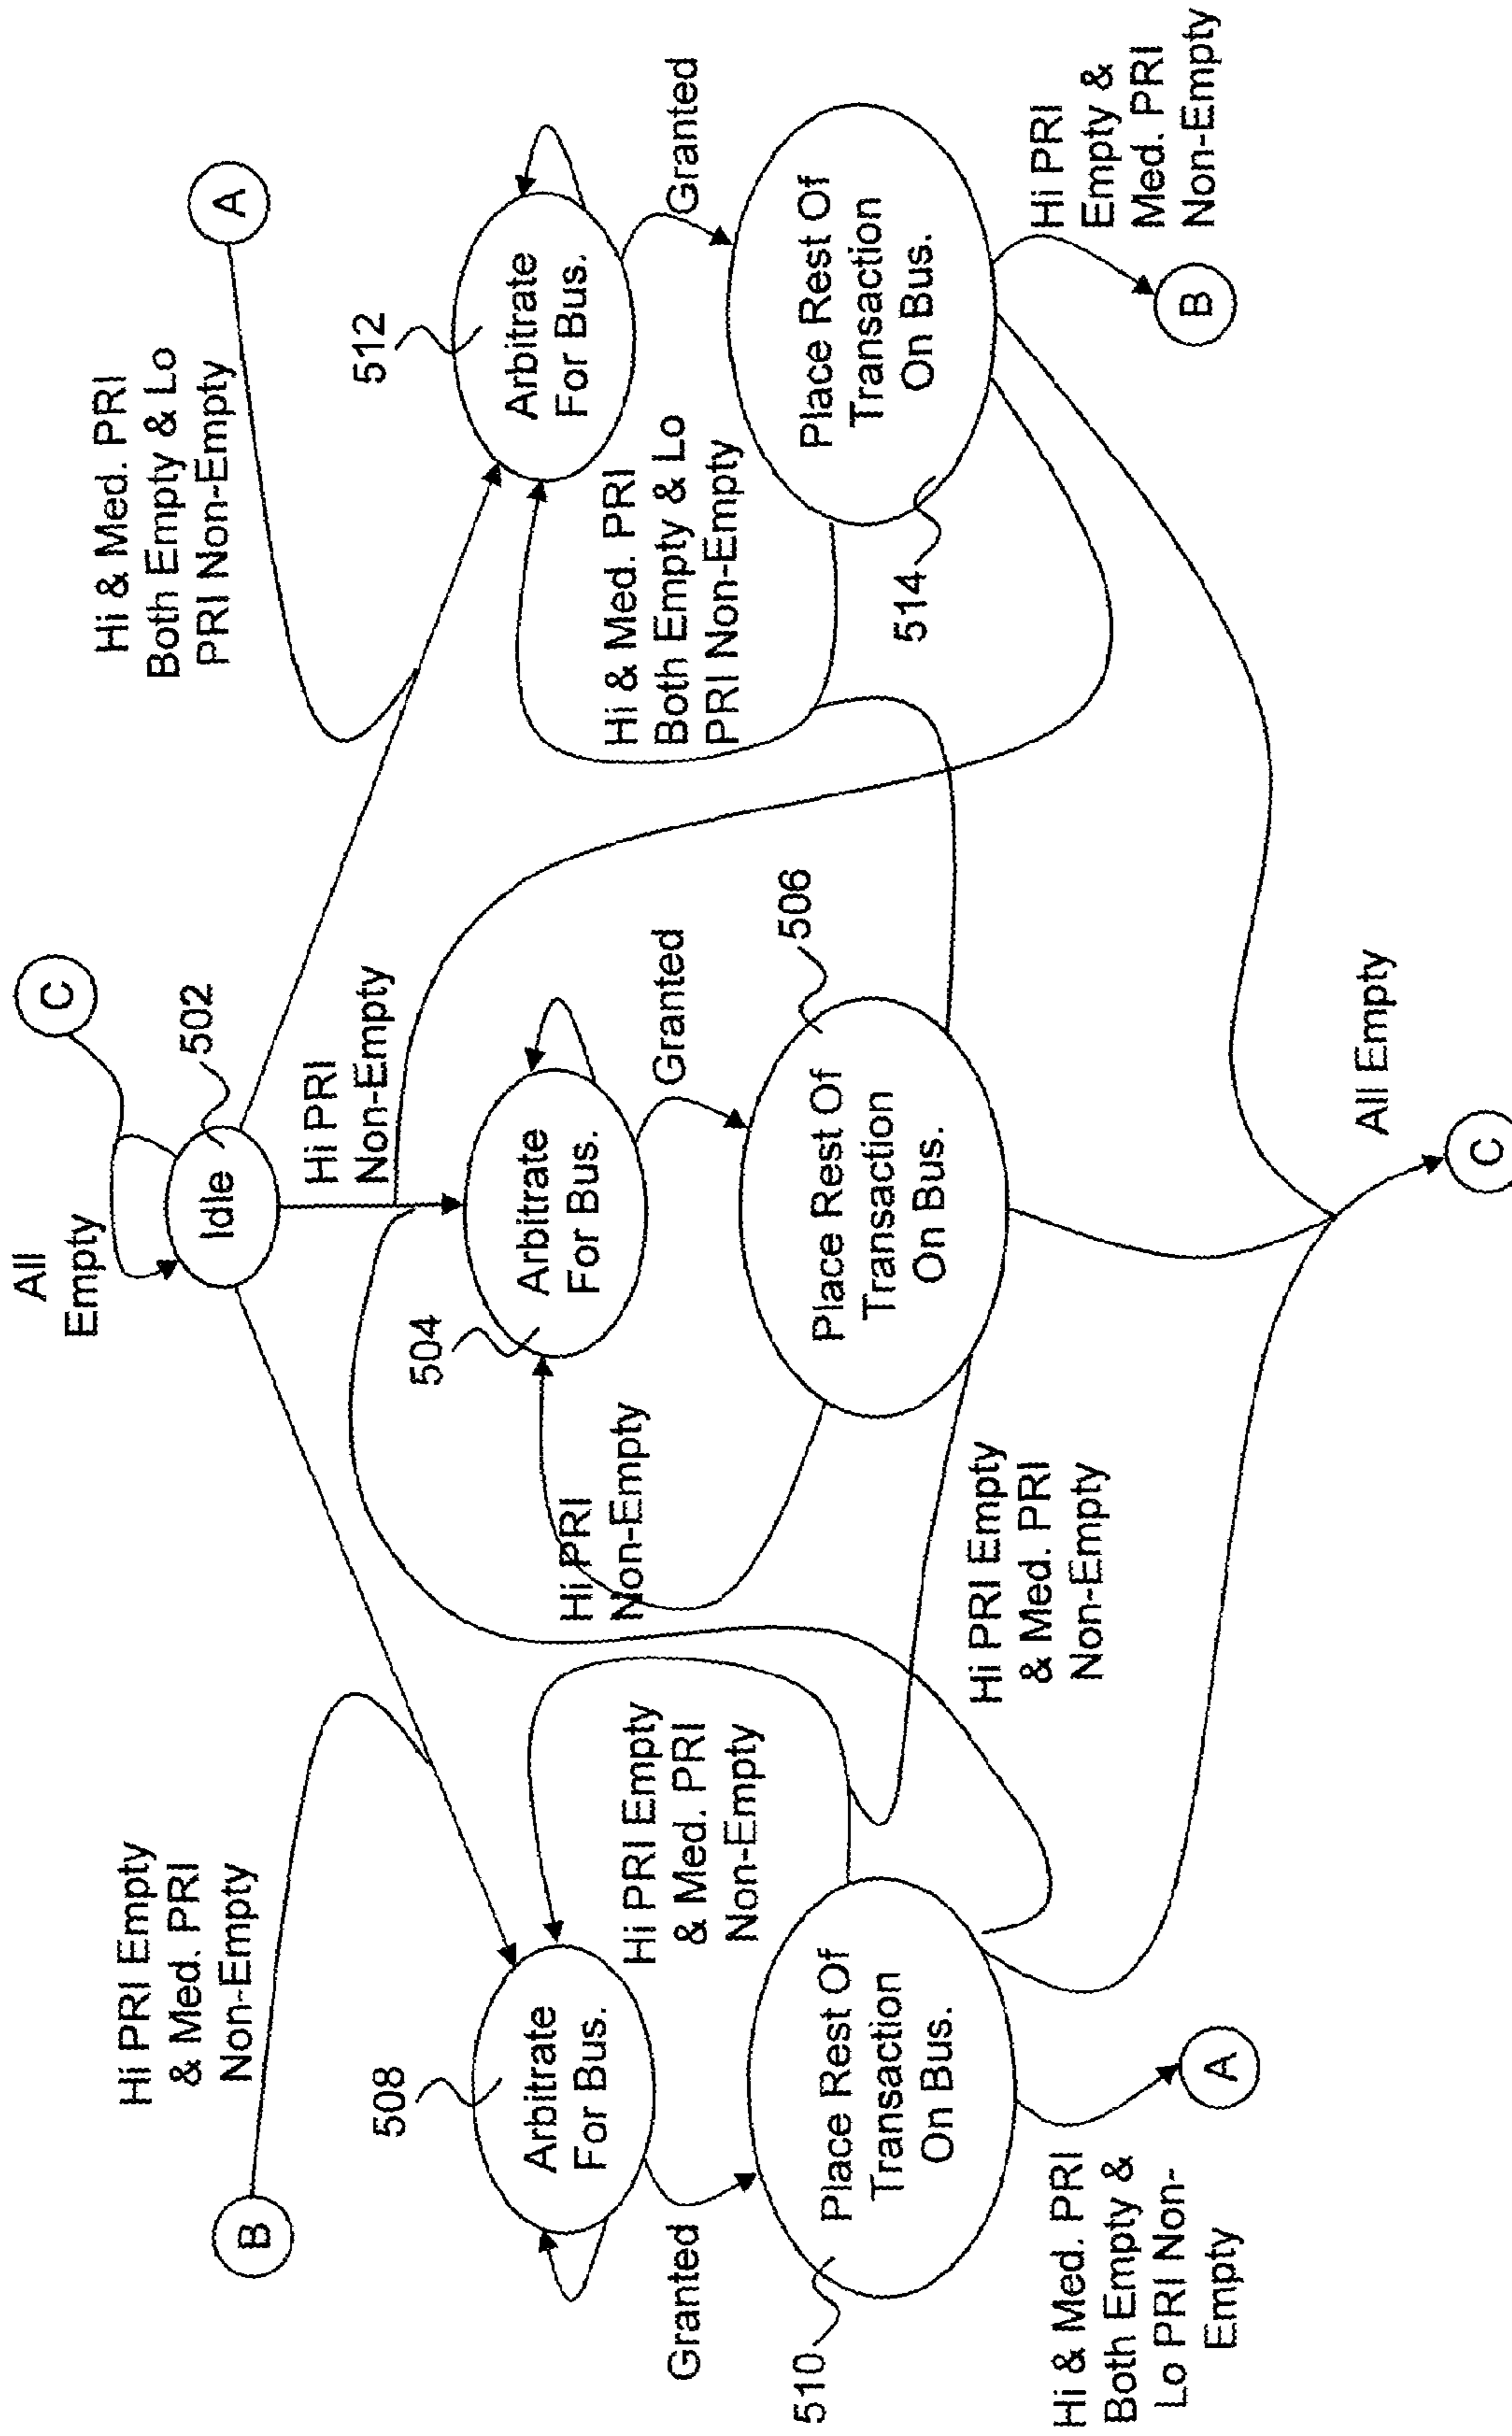 All
Empty
C
Idle
502
Hi PRI Empty
& Med. PRI
Non-Empty
B
Hi PRI
Non-Empty
Hi & Med. PRI
Both Empty & Lo
PRI Non-Empty
A
508
Arbitrate
For Bus.
504
Arbitrate
For Bus.
512
Arbitrate
For Bus.
Granted
Hi PRI Empty
& Med. PRI
Non-Empty
Hi PRI
Non-Empty
Granted
Hi & Med. PRI
Both Empty & Lo
PRI Non-Empty
Granted
510
Place Rest Of
Transaction
On Bus.
506
Place Rest Of
Transaction
On Bus.
514
Place Rest Of
Transaction
On Bus.
Hi & Med. PRI
Both Empty &
Lo PRI Non-
Empty
A
Hi PRI Empty
& Med. PRI
Non-Empty
Hi PRI
Empty &
Med. PRI
Non-Empty
B
All Empty
C